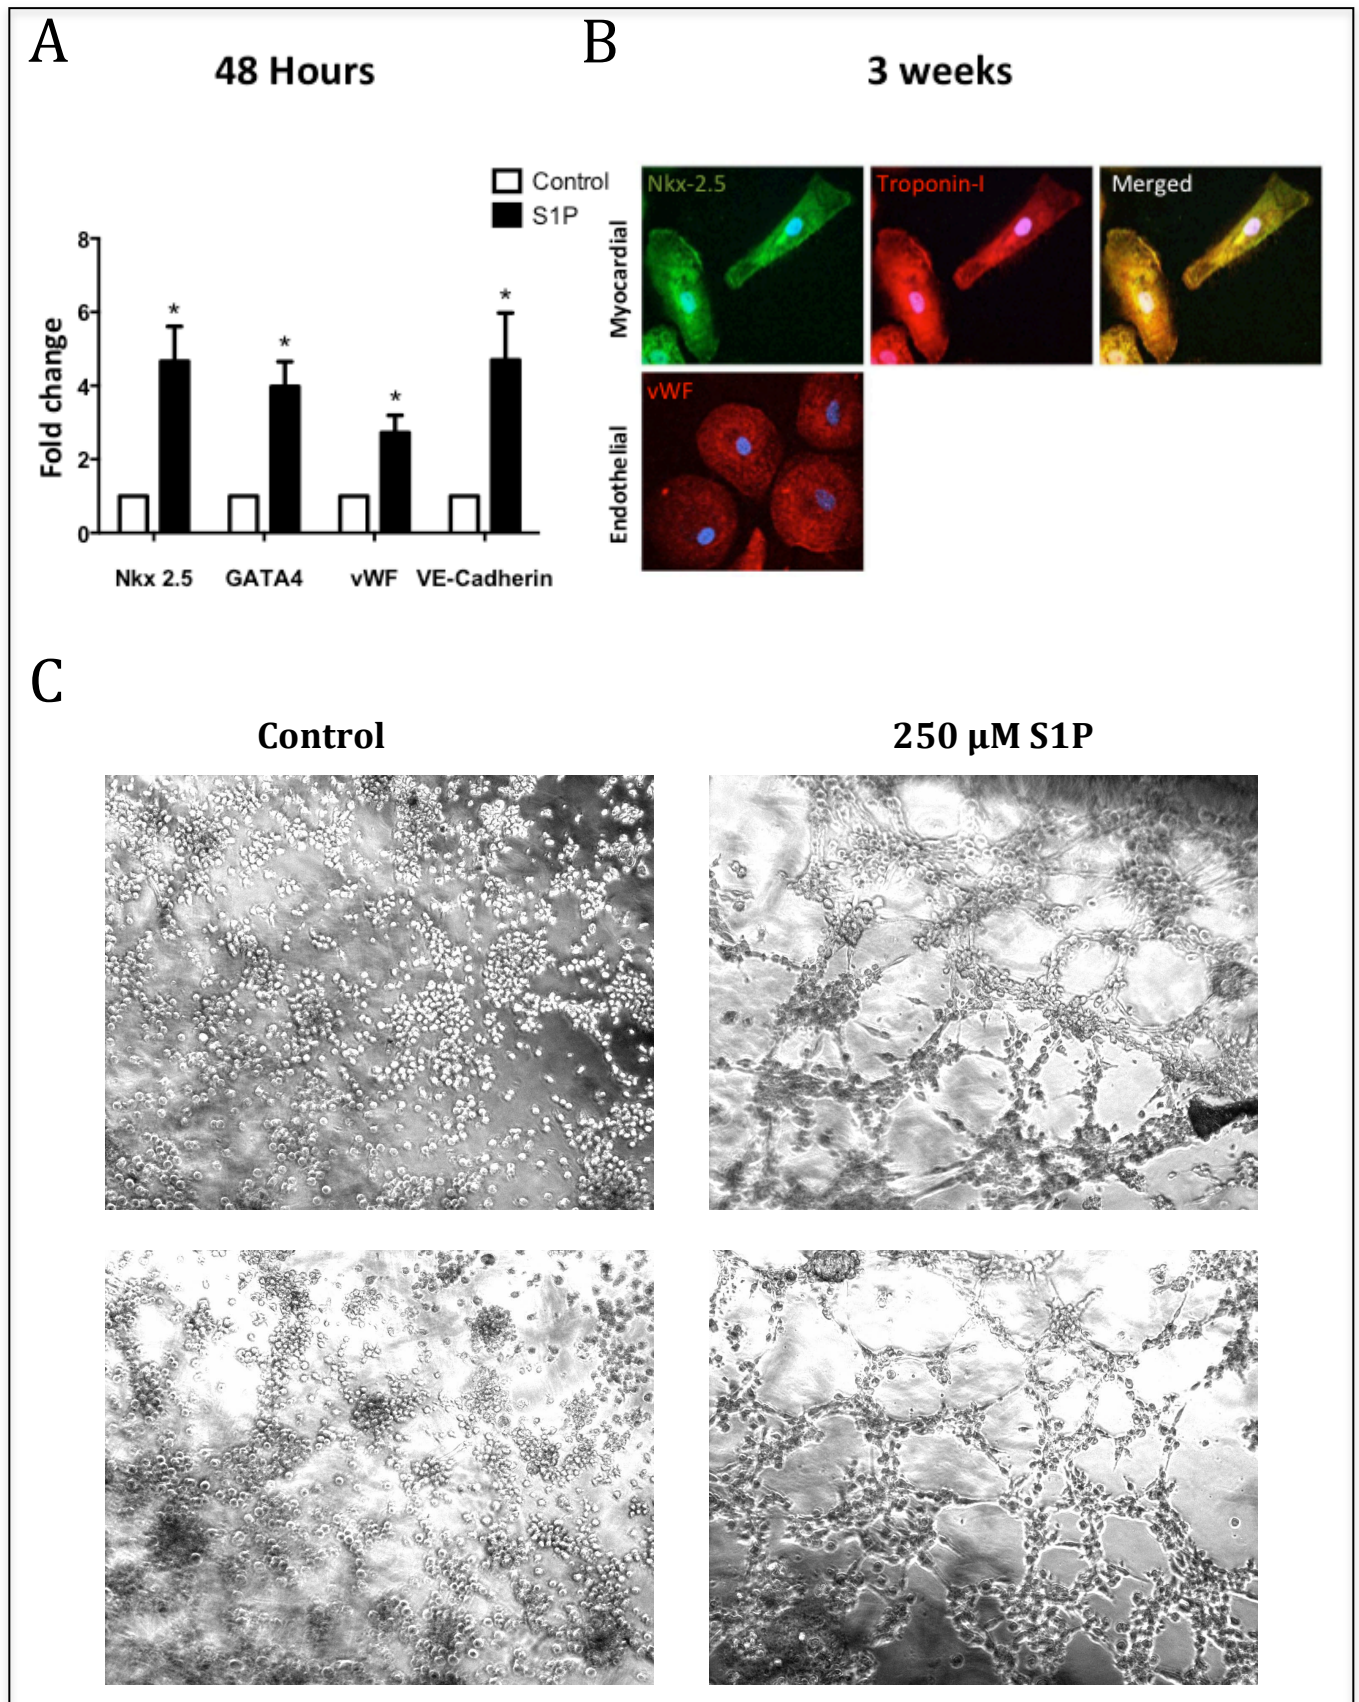 A
48 Hours
Control
S1P
8
6
4
2
0
Fold change
*
*
*
*
Nkx 2.5 GATA4 vWF VE-Cadherin
B
3 weeks
Myocardial
Nkx-2.5
Troponin-I
Merged
Endothelial
vWF
C
Control
250 μM S1P